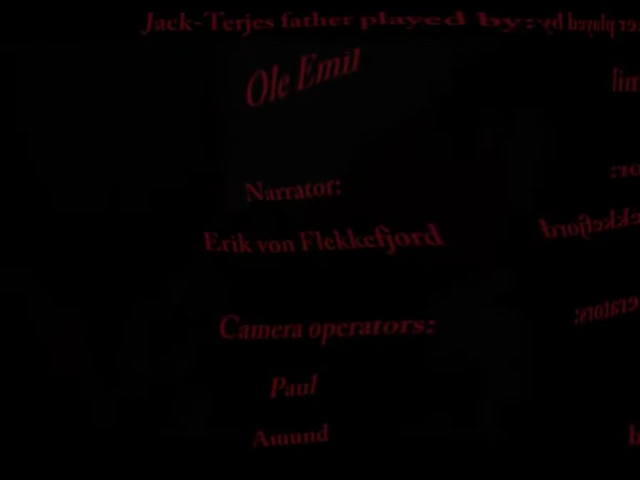 Jack-Terjes father played by:
Ole Emil
Narrator:
Erik von Flekkefjord
Camera operators:
Paul
Amund